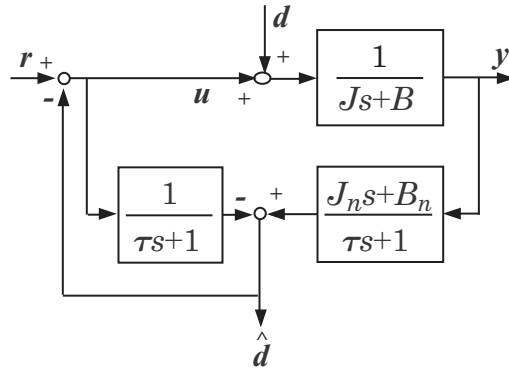 d
r + + 1 y
- u + Js+B
1 - + Jₙs+Bₙ
τs+1 τs+1
d̂